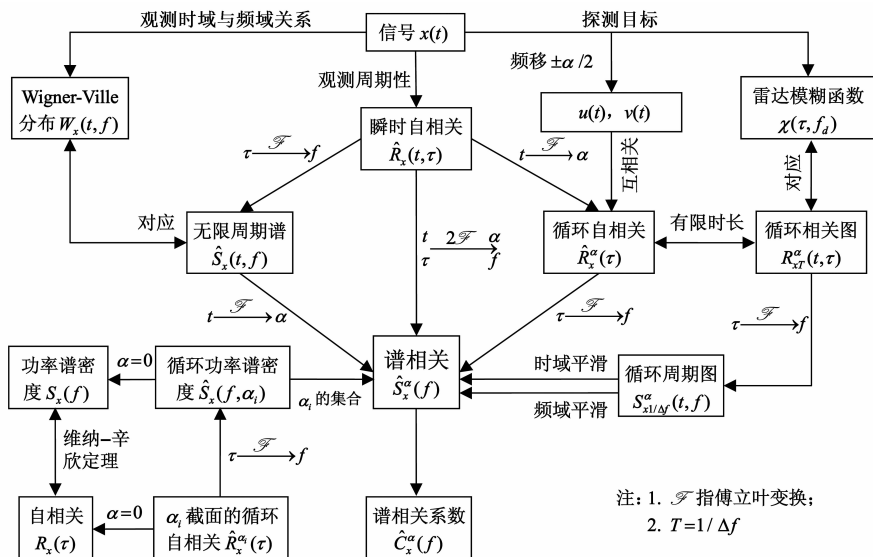 观测时域与频域关系
信号 x(t)
探测目标
观测周期性
频移 ±α/2
Wigner-Ville
分布 W_x(t,f)
瞬时自相关
R̂_x(t,τ)
u(t)，v(t)
雷达模糊函数
χ(τ,f_d)
τ —ℱ→ f
t —ℱ→ α
互相关
对应
对应
无限周期谱
Ŝ_x(t,f)
t 2ℱ α
τ ⟶ f
循环自相关
R̂_x^α(τ)
有限时长
循环相关图
R_{xT}^α(t,τ)
t —ℱ→ α
τ —ℱ→ f
τ —ℱ→ f
功率谱密
度 S_x(f)
α=0
循环功率谱密
度 Ŝ_x(f,α_i)
α_i 的集合
谱相关
Ŝ_x^α(f)
时域平滑
频域平滑
循环周期图
S_{x1/Δf}^α(t,f)
维纳-辛
欣定理
τ —ℱ→ f
自相关
R_x(τ)
α=0
α_i 截面的循环
自相关 R̂_x^{α_i}(τ)
谱相关系数
Ĉ_x^α(f)
注：1. ℱ 指傅立叶变换；
2. T=1/Δf